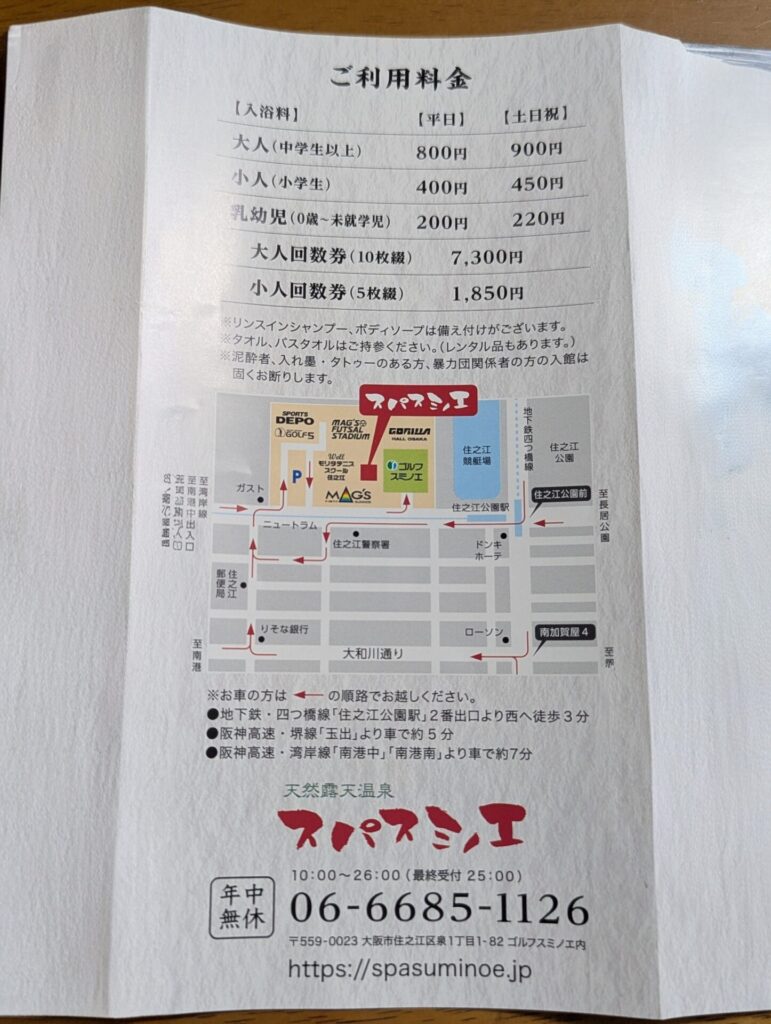 ご利用料金
【入浴料】 【平日】 【土日祝】
大人(中学生以上) 800円 900円
小人(小学生) 400円 450円
乳幼児(0歳~未就学児) 200円 220円
大人回数券(10枚綴) 7,300円
小人回数券(5枚綴) 1,850円
※リンスインシャンプー、ボディソープは備え付けがございます。
※タオル、バスタオルはご持参ください。(レンタル品もあります。)
※泥酔者、入れ墨・タトゥーのある方、暴力団関係者の方の入館は
固くお断りします。
スパスミノエ
SPORTS
DEPO
GOLF5
MAG'S
FUTSAL
STADIUM
GORILLA
HALL OSAKA
Well
モリタテニス
スクール
住之江
ゴルフ
スミノエ
P
MAG's
住之江
競艇場
地下鉄四つ橋線
住之江
公園
ガスト
住之江公園駅
住之江公園前
至長居公園
至湾岸線
至南港中出入口
ニュートラム
住之江警察署
ドンキ
ホーテ
住之江
郵便局
りそな銀行
ローソン
南加賀屋4
至南港
大和川通り
至堺
※お車の方は ← の順路でお越しください。
●地下鉄・四つ橋線「住之江公園駅」2番出口より西へ徒歩3分
●阪神高速・堺線「玉出」より車で約5分
●阪神高速・湾岸線「南港中」「南港南」より車で約7分
天然露天温泉
スパスミノエ
10:00～26:00(最終受付 25:00)
年中
無休
06-6685-1126
〒559-0023 大阪市住之江区泉1丁目1-82 ゴルフスミノエ内
https://spasuminoe.jp